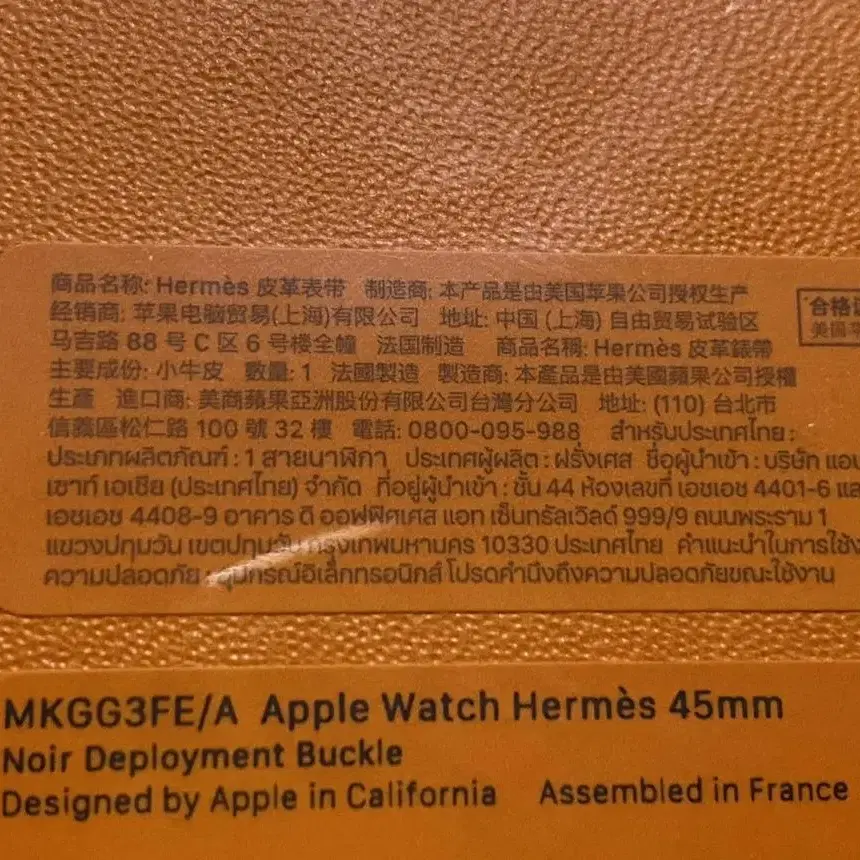 商品名称: Hermès 皮革表带 制造商: 本产品是由美国苹果公司授权生产
经销商: 苹果电脑贸易(上海)有限公司 地址: 中国 (上海) 自由贸易试验区
马吉路 88 号 C 区 6 号楼全幢 法国制造 商品名稱: Hermès 皮革錶帶
主要成份: 小牛皮 數量: 1 法國製造 製造商: 本產品是由美國蘋果公司授權
生產 進口商: 美商蘋果亞洲股份有限公司台灣分公司 地址: (110) 台北市
信義區松仁路 100 號 32 樓 電話: 0800-095-988 สำหรับประเทศไทย :
ประเภทผลิตภัณฑ์ : 1 สายนาฬิกา ประเทศผู้ผลิต : ฝรั่งเศส ชื่อผู้นำเข้า : บริษัท
เซาท์ เอเชีย (ประเทศไทย) จำกัด ที่อยู่ผู้นำเข้า : ชั้น 44 ห้องเลขที่ เอชเอช 4401-6
เอชเอช 4408-9 อาคาร ดิ ออฟฟิศเศส แอท เซ็นทรัลเวิลด์ 999/9 ถนนพระราม 1
แขวงปทุมวัน เขตปทุมวัน กรุงเทพมหานคร 10330 ประเทศไทย คำแนะนำในการใช้
ความปลอดภัย : อุปกรณ์อิเล็กทรอนิกส์ โปรดคำนึงถึงความปลอดภัยขณะใช้งาน
合格
美国
MKGG3FE/A Apple Watch Hermès 45mm
Noir Deployment Buckle
Designed by Apple in California Assembled in France